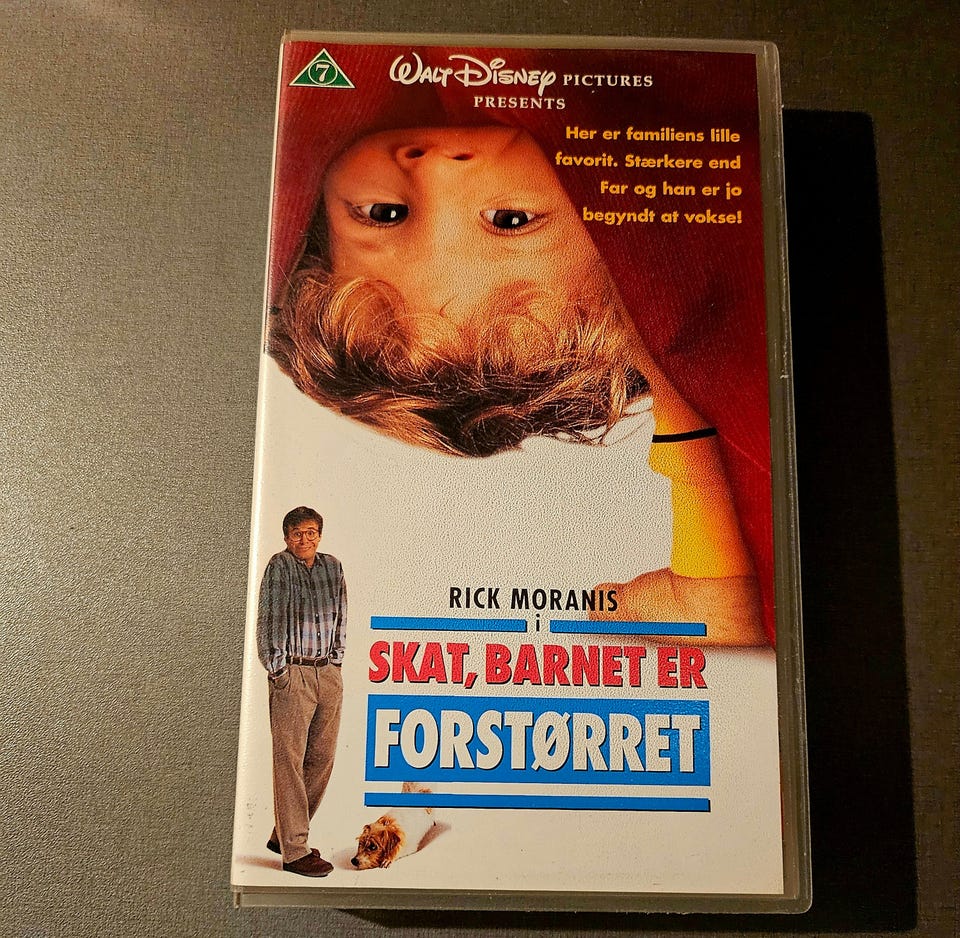 7
WALT DISNEY PICTURES
PRESENTS
Her er familiens lille
favorit. Stærkere end
Far og han er jo
begyndt at vokse!
RICK MORANIS
i
SKAT, BARNET ER
FORSTØRRET